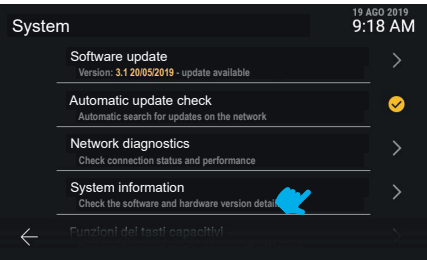 19 AGO 2019
System
9:18 AM
Software update
Version: 3.1 20/05/2019 - update available
Automatic update check
Automatic search for updates on the network
Network diagnostics
Check connection status and performance
System information
Check the software and hardware version detai
Funzioni dei tasti capacitivi